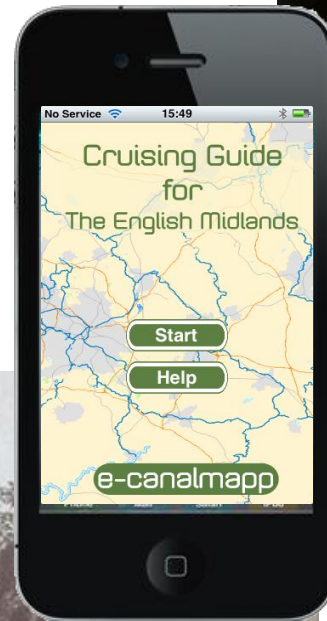 No Service 15:49
Cruising Guide
for
The English Midlands
Start
Help
e-canalmapp